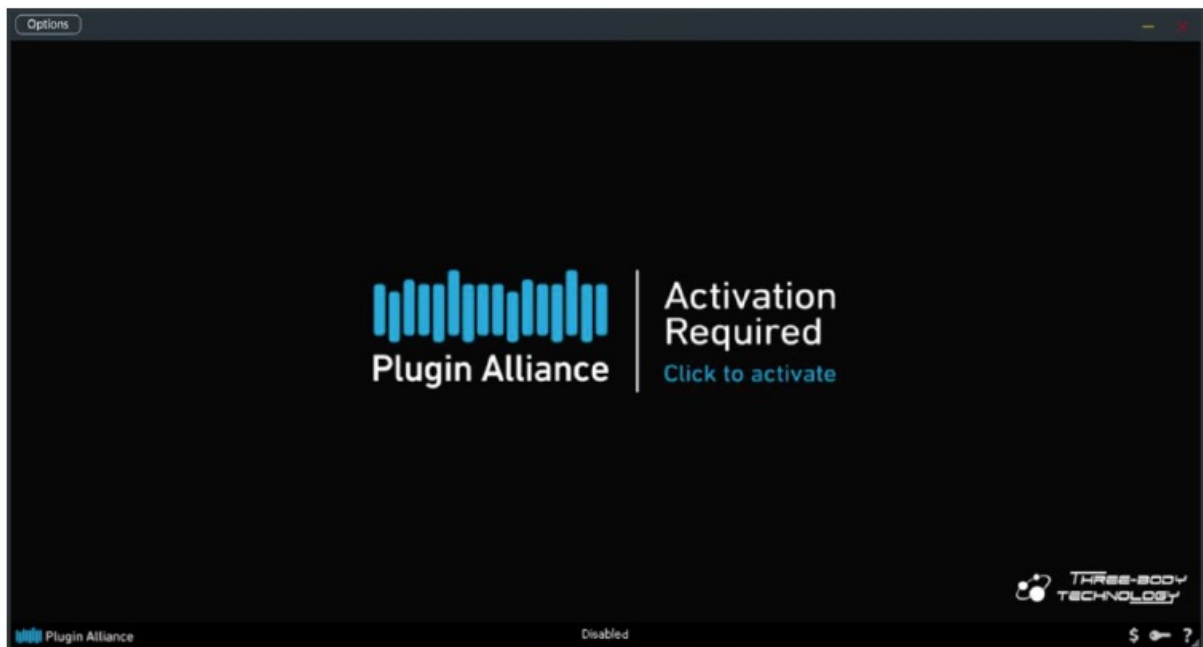 Options
Plugin Alliance
Activation
Required
Click to activate
THREE-BODY
TECHNOLOGY
Plugin Alliance
Disabled
$ ?